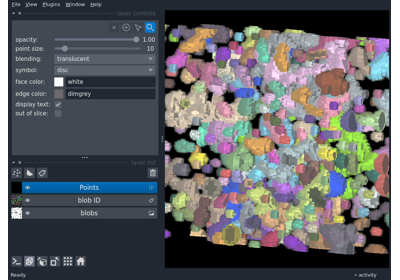 File View Plugins Window Help
layer controls
opacity: 1.00
point size: 10
blending: translucent
symbol: disc
face color: white
edge color: dimgrey
display text:
out of slice:
layer list
Points
blob ID
blobs
Ready
activity